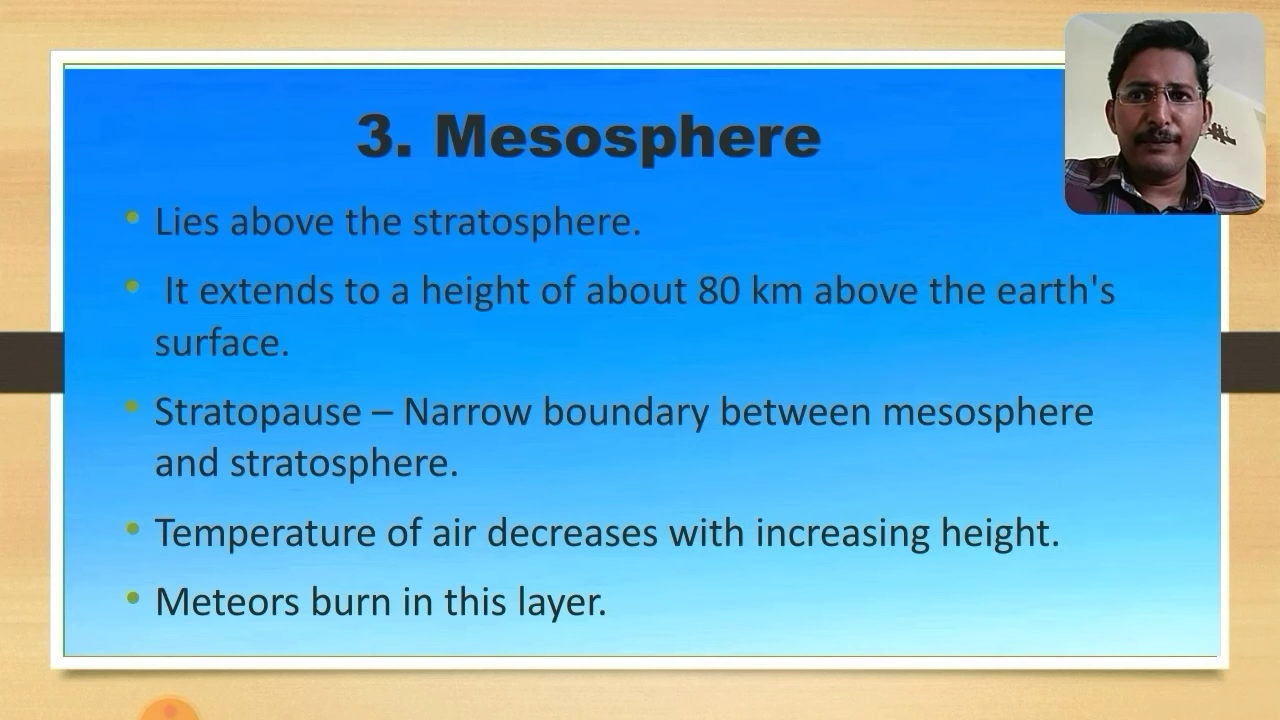 3. Mesosphere
• Lies above the stratosphere.
• It extends to a height of about 80 km above the earth's
surface.
• Stratopause – Narrow boundary between mesosphere
and stratosphere.
• Temperature of air decreases with increasing height.
• Meteors burn in this layer.